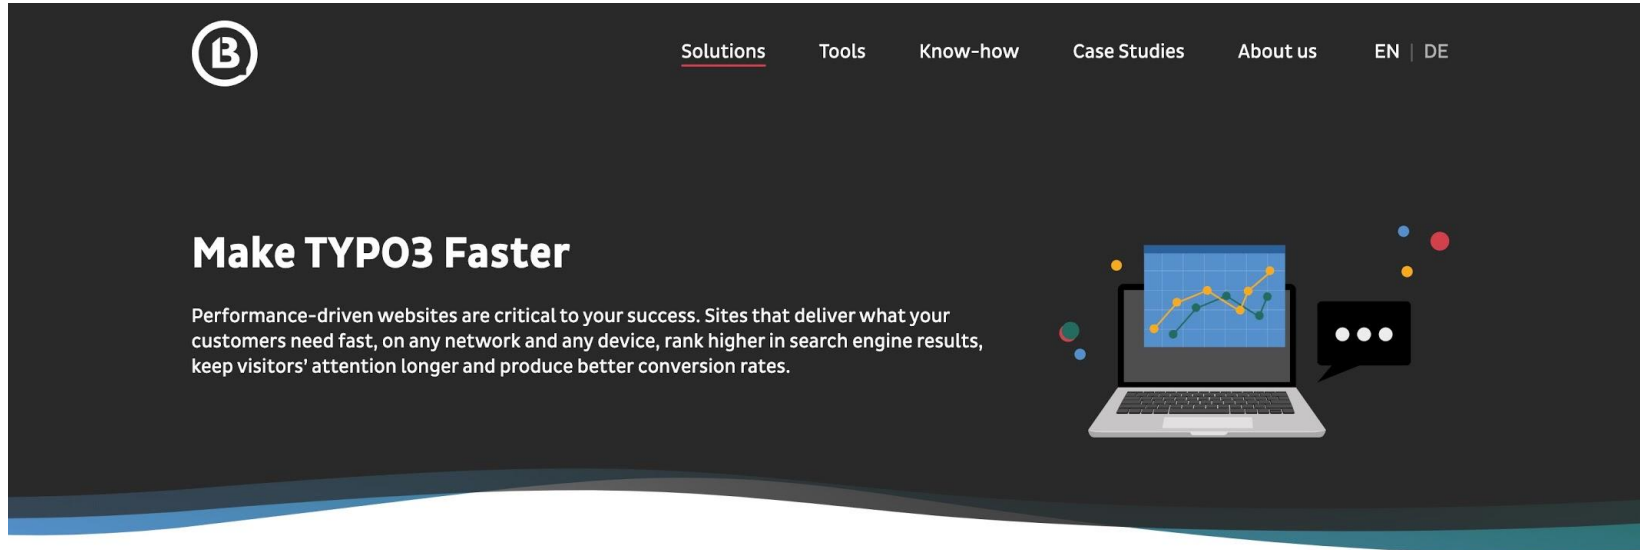 B
Solutions Tools Know-how Case Studies About us EN | DE
Make TYPO3 Faster
Performance-driven websites are critical to your success. Sites that deliver what your
customers need fast, on any network and any device, rank higher in search engine results,
keep visitors’ attention longer and produce better conversion rates.